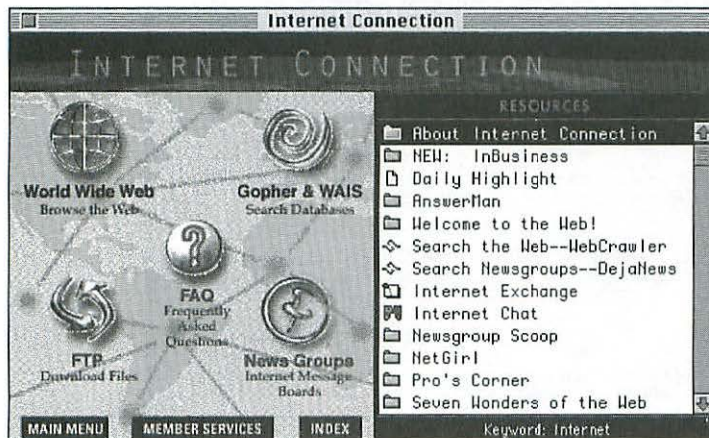 Internet Connection
INTERNET CONNECTION
World Wide Web
Browse the Web
Gopher & WAIS
Search Databases
FAQ
Frequently
Asked
Questions
FTP
Download Files
News Groups
Internet Message
Boards
MAIN MENU
MEMBER SERVICES
INDEX
RESOURCES
About Internet Connection
NEW: InBusiness
Daily Highlight
AnswerMan
Welcome to the Web!
Search the Web--WebCrawler
Search Newsgroups--DejaNews
Internet Exchange
Internet Chat
Newsgroup Scoop
NetGirl
Pro's Corner
Seven Wonders of the Web
Keyword: Internet